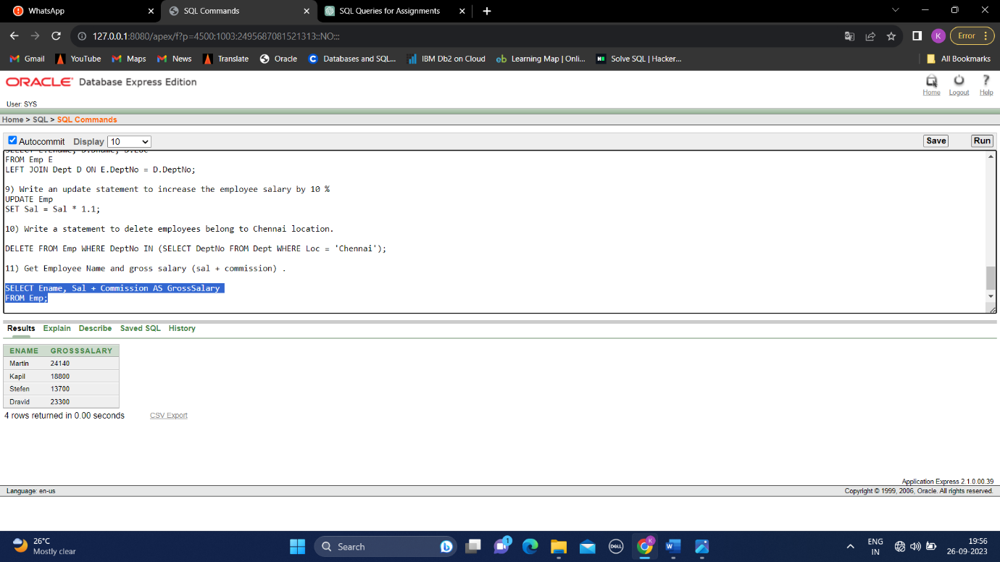 WhatsApp
SQL Commands
SQL Queries for Assignments
127.0.0.1:8080/apex/f?p=4500:1003:2495687081521313::NO:::
K
Error
Gmail
YouTube
Maps
News
Translate
Oracle
Databases and SQL...
IBM Db2 on Cloud
Learning Map | Onli...
Solve SQL | Hacker...
All Bookmarks
ORACLE Database Express Edition
Home
Logout
Help
User: SYS
Home > SQL > SQL Commands
Autocommit Display 10
Save
Run
SELECT E.Ename, D.Dname, D.Loc
FROM Emp E
LEFT JOIN Dept D ON E.DeptNo = D.DeptNo;
9) Write an update statement to increase the employee salary by 10 %
UPDATE Emp
SET Sal = Sal * 1.1;
10) Write a statement to delete employees belong to Chennai location.
DELETE FROM Emp WHERE DeptNo IN (SELECT DeptNo FROM Dept WHERE Loc = 'Chennai');
11) Get Employee Name and gross salary (sal + commission) .
SELECT Ename, Sal + Commission AS GrossSalary
FROM Emp;
Results Explain Describe Saved SQL History
ENAME GROSSSALARY
Martin 24140
Kapil 18800
Stefen 13700
Dravid 23300
4 rows returned in 0.00 seconds
CSV Export
Application Express 2.1.0.00.39
Language: en-us
Copyright © 1999, 2006, Oracle. All rights reserved.
26°C
Mostly clear
Search
1
DELL
K
W
ENG
IN
19:56
26-09-2023